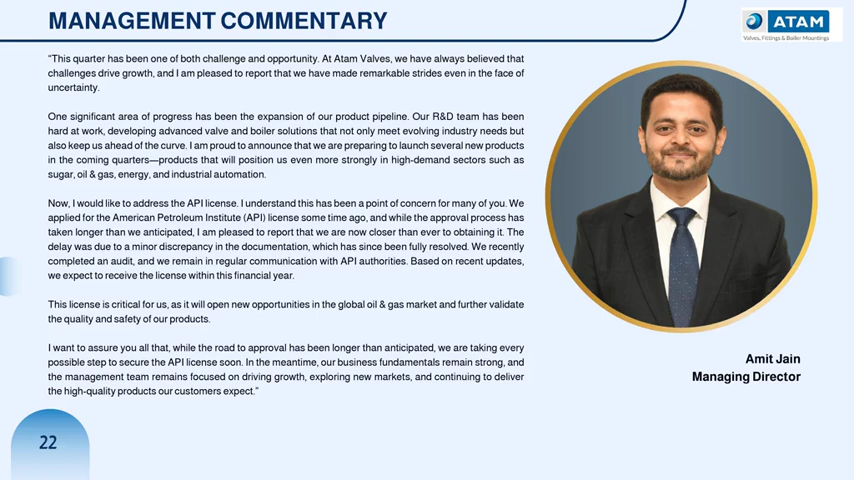 MANAGEMENT COMMENTARY
ATAM
Valves, Fittings & Boiler Mountings
“This quarter has been one of both challenge and opportunity. At Atam Valves, we have always believed that
challenges drive growth, and I am pleased to report that we have made remarkable strides even in the face of
uncertainty.
One significant area of progress has been the expansion of our product pipeline. Our R&D team has been
hard at work, developing advanced valve and boiler solutions that not only meet evolving industry needs but
also keep us ahead of the curve. I am proud to announce that we are preparing to launch several new products
in the coming quarters—products that will position us even more strongly in high-demand sectors such as
sugar, oil & gas, energy, and industrial automation.
Now, I would like to address the API license. I understand this has been a point of concern for many of you. We
applied for the American Petroleum Institute (API) license some time ago, and while the approval process has
taken longer than we anticipated, I am pleased to report that we are now closer than ever to obtaining it. The
delay was due to a minor discrepancy in the documentation, which has since been fully resolved. We recently
completed an audit, and we remain in regular communication with API authorities. Based on recent updates,
we expect to receive the license within this financial year.
This license is critical for us, as it will open new opportunities in the global oil & gas market and further validate
the quality and safety of our products.
I want to assure you all that, while the road to approval has been longer than anticipated, we are taking every
possible step to secure the API license soon. In the meantime, our business fundamentals remain strong, and
the management team remains focused on driving growth, exploring new markets, and continuing to deliver
the high-quality products our customers expect.”
Amit Jain
Managing Director
22